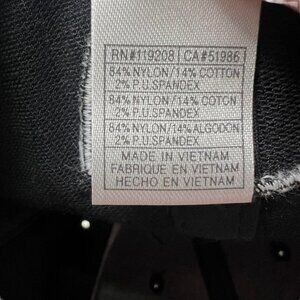 RN#119208 CA#51986
84% NYLON/14% COTTON
2% P.U.SPANDEX
84% NYLON/14% COTON
2% P.U.SPANDEX
84% NYLON/14% ALGODON
2% P.U.SPANDEX
MADE IN VIETNAM
FABRIQUE EN VIETNAM
HECHO EN VIETNAM